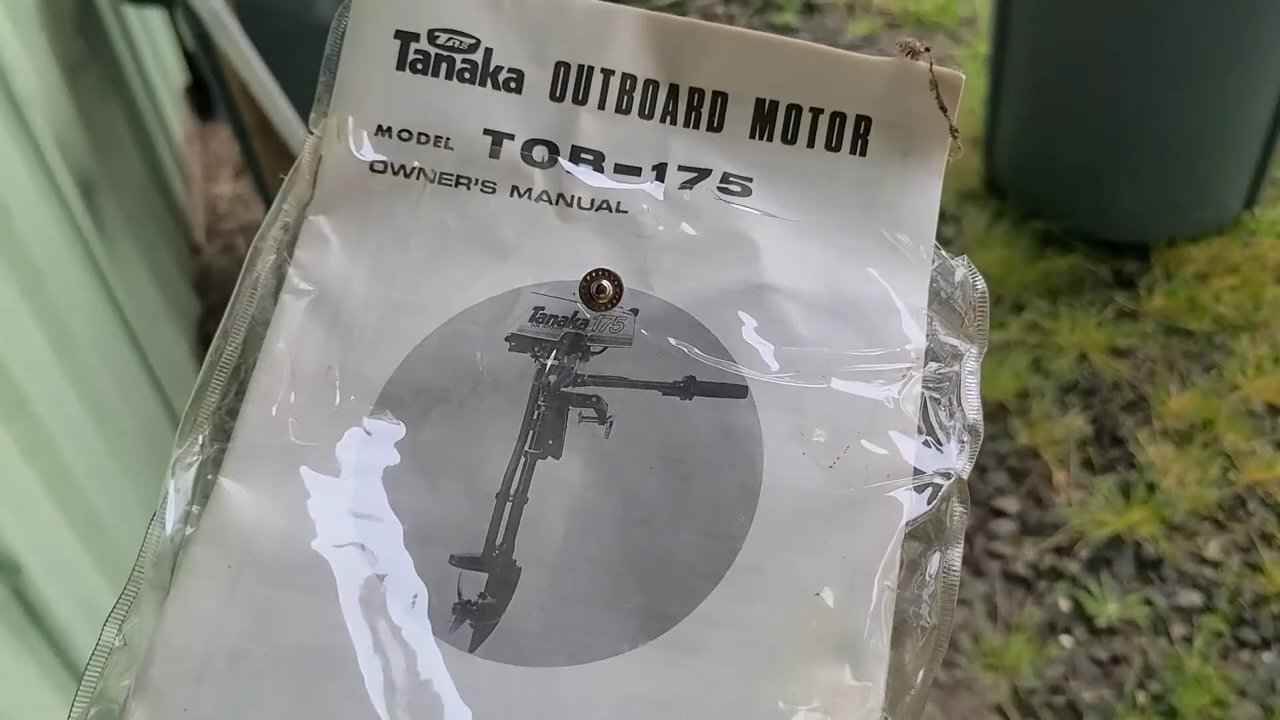 TAS
Tanaka OUTBOARD MOTOR
MODEL TOB-175
OWNER'S MANUAL
Tanaka 175